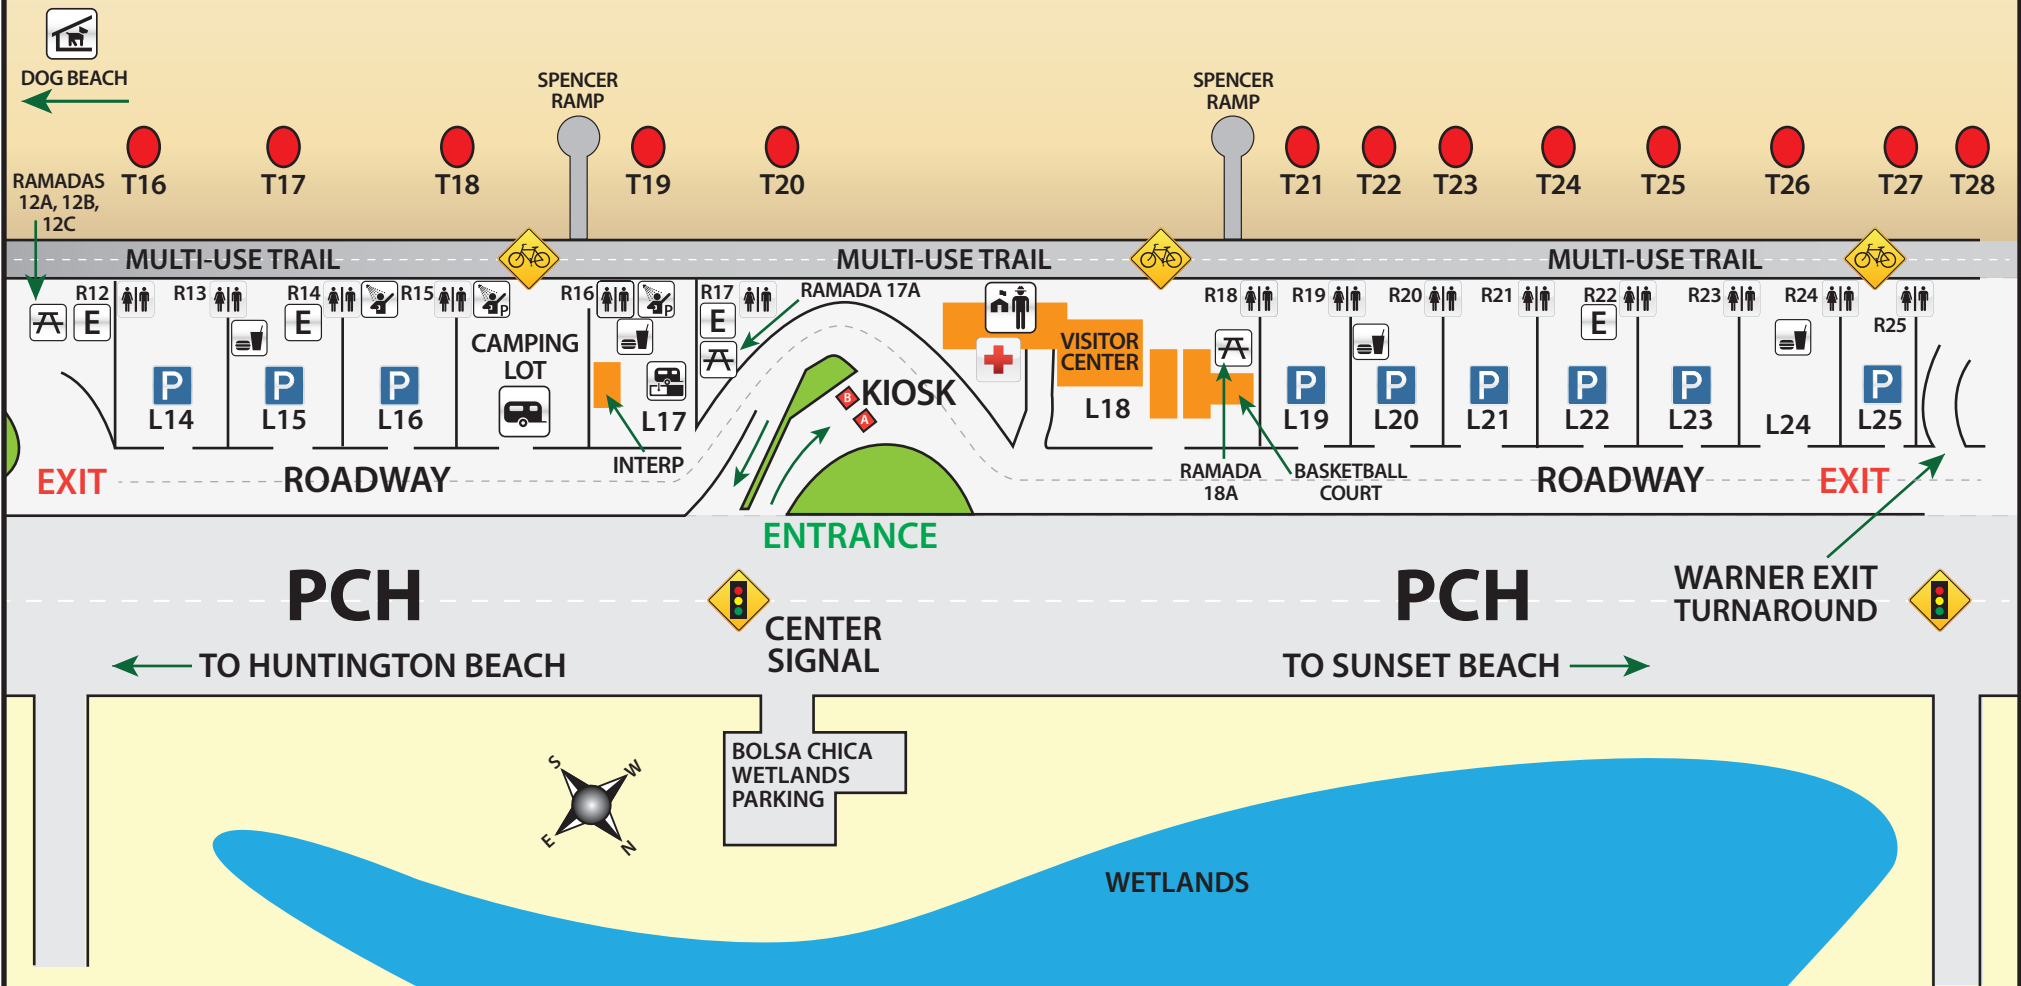 DOG BEACH
SPENCER
RAMP
SPENCER
RAMP
RAMADAS
12A, 12B,
12C
T16
T17
T18
T19
T20
T21
T22
T23
T24
T25
T26
T27
T28
MULTI-USE TRAIL
MULTI-USE TRAIL
MULTI-USE TRAIL
R12
R13
R14
R15
R16
R17
RAMADA 17A
R18
R19
R20
R21
R22
R23
R24
R25
E
E
P
P
E
E
CAMPING
LOT
VISITOR
CENTER
P
L14
P
L15
P
L16
L17
B
A
KIOSK
L18
P
L19
P
L20
P
L21
P
L22
P
L23
L24
P
L25
EXIT
ROADWAY
INTERP
RAMADA
18A
BASKETBALL
COURT
ROADWAY
EXIT
ENTRANCE
PCH
PCH
WARNER EXIT
TURNAROUND
CENTER
SIGNAL
TO HUNTINGTON BEACH
TO SUNSET BEACH
BOLSA CHICA
WETLANDS
PARKING
S
W
E
N
WETLANDS